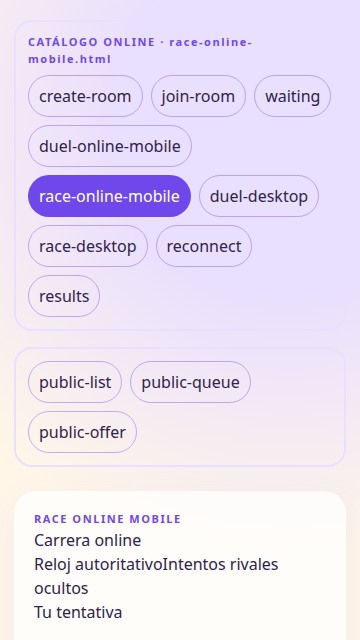 CATÁLOGO ONLINE · race-online-
mobile.html
create-room join-room waiting
duel-online-mobile
race-online-mobile duel-desktop
race-desktop reconnect
results
public-list public-queue
public-offer
RACE ONLINE MOBILE
Carrera online
Reloj autoritativoIntentos rivales
ocultos
Tu tentativa